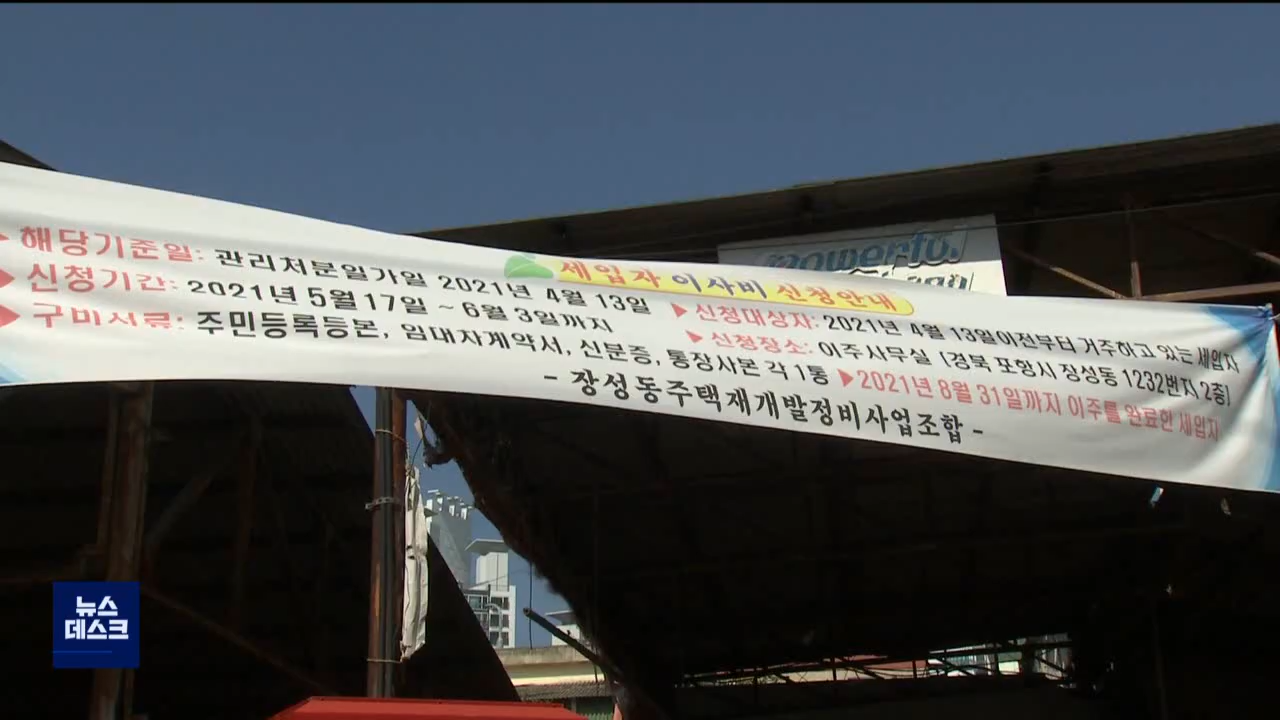 powerful
세입자 이사비 신청안내
▶해당기준일: 관리처분일가일 2021년 4월 13일
▶신청기간: 2021년 5월 17일 ~ 6월 3일까지
▶구비서류: 주민등록등본, 임대차계약서, 신분증, 통장사본 각 1통
▶신청대상자: 2021년 4월 13일이전부터 거주하고 있는 세입자
▶신청장소: 이주사무실 (경북 포항시 장성동 1232번지 2층)
▶2021년 8월 31일까지 이주를 완료한 세입자
- 장성동주택재개발정비사업조합 -
뉴스
데스크